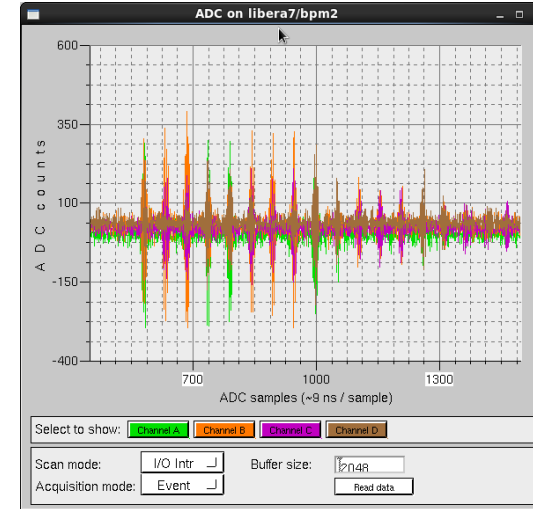 ADC on libera7/bpm2
600
350
100
-150
-400
ADC counts
700 1000 1300
ADC samples (~9 ns / sample)
Select to show: Channel A Channel B Channel C Channel D
Scan mode: I/O Intr Buffer size: 2048
Acquisition mode: Event Read data